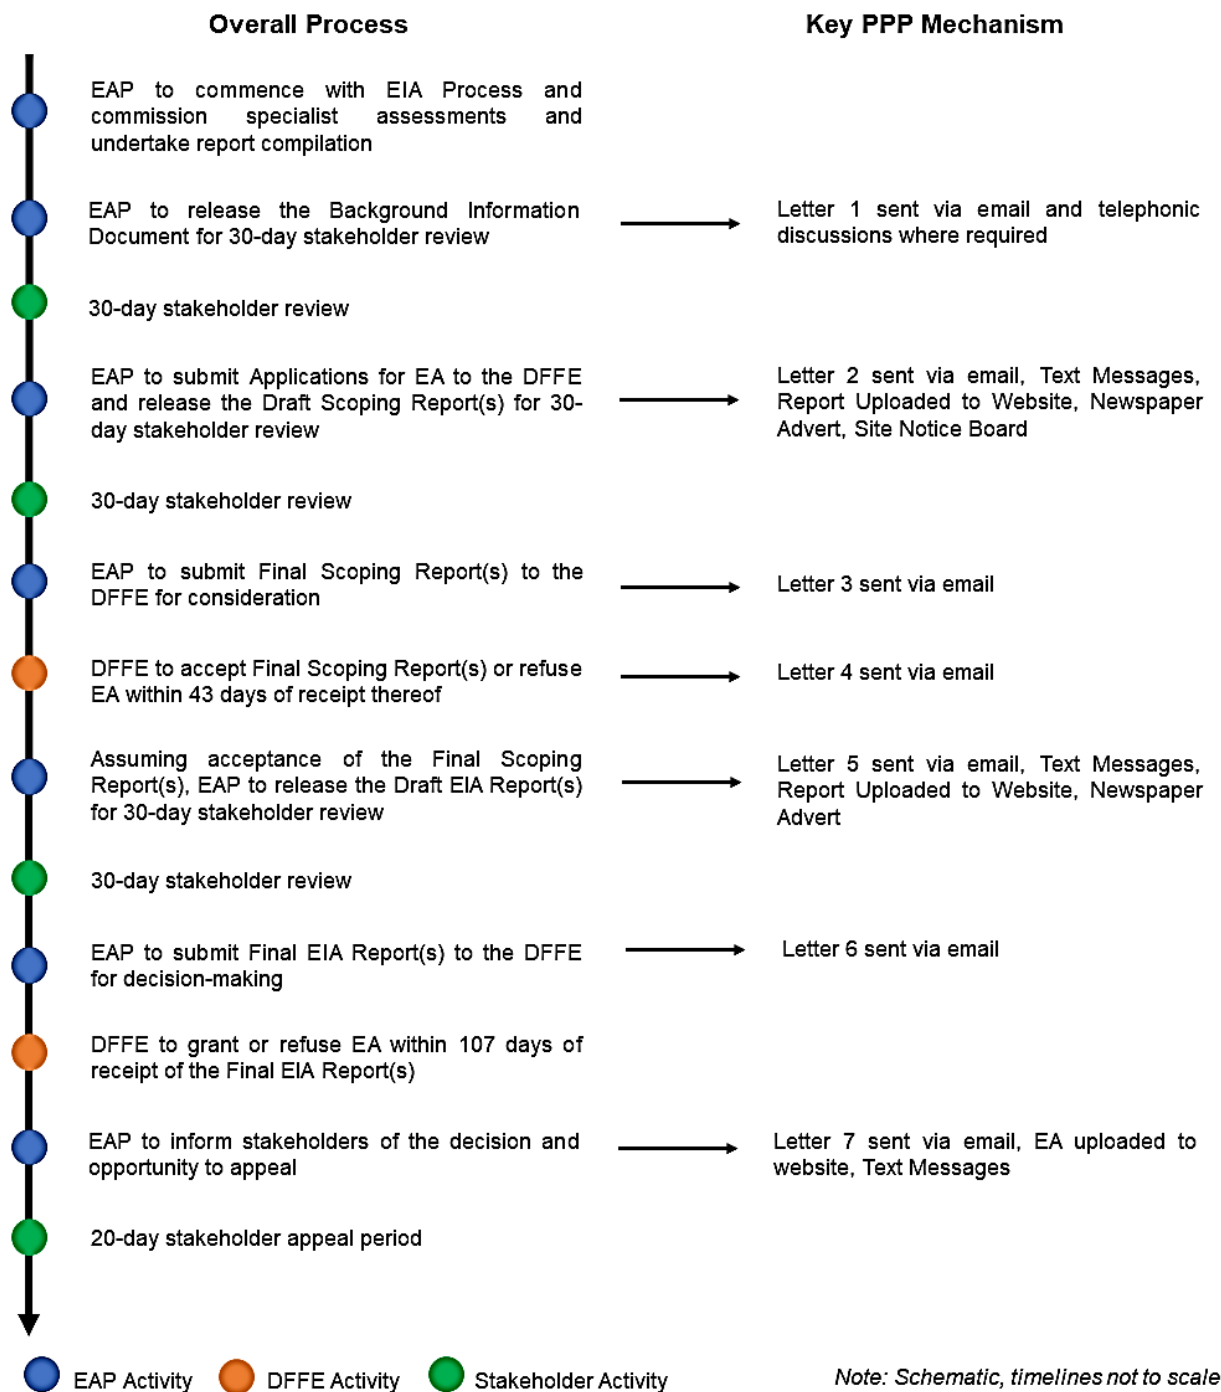 Overall Process
Key PPP Mechanism
EAP to commence with EIA Process and
commission specialist assessments and
undertake report compilation
EAP to release the Background Information
Document for 30-day stakeholder review
Letter 1 sent via email and telephonic
discussions where required
30-day stakeholder review
EAP to submit Applications for EA to the DFFE
and release the Draft Scoping Report(s) for 30-
day stakeholder review
Letter 2 sent via email, Text Messages,
Report Uploaded to Website, Newspaper
Advert, Site Notice Board
30-day stakeholder review
EAP to submit Final Scoping Report(s) to the
DFFE for consideration
Letter 3 sent via email
DFFE to accept Final Scoping Report(s) or refuse
EA within 43 days of receipt thereof
Letter 4 sent via email
Assuming acceptance of the Final Scoping
Report(s), EAP to release the Draft EIA Report(s)
for 30-day stakeholder review
Letter 5 sent via email, Text Messages,
Report Uploaded to Website, Newspaper
Advert
30-day stakeholder review
EAP to submit Final EIA Report(s) to the DFFE
for decision-making
Letter 6 sent via email
DFFE to grant or refuse EA within 107 days of
receipt of the Final EIA Report(s)
EAP to inform stakeholders of the decision and
opportunity to appeal
Letter 7 sent via email, EA uploaded to
website, Text Messages
20-day stakeholder appeal period
EAP Activity
DFFE Activity
Stakeholder Activity
Note: Schematic, timelines not to scale